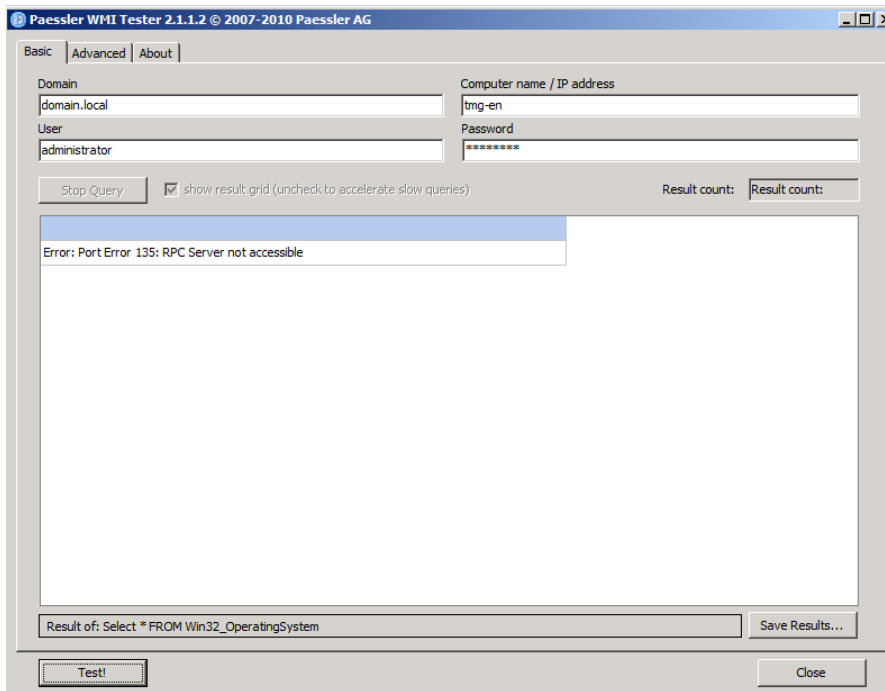 Paessler WMI Tester 2.1.1.2 © 2007-2010 Paessler AG
Basic Advanced About
Domain Computer name / IP address
domain.local tmg-en
User Password
administrator ********
Stop Query show result grid (uncheck to accelerate slow queries) Result count: Result count:
Error: Port Error 135: RPC Server not accessible
Result of: Select * FROM Win32_OperatingSystem Save Results...
Test! Close